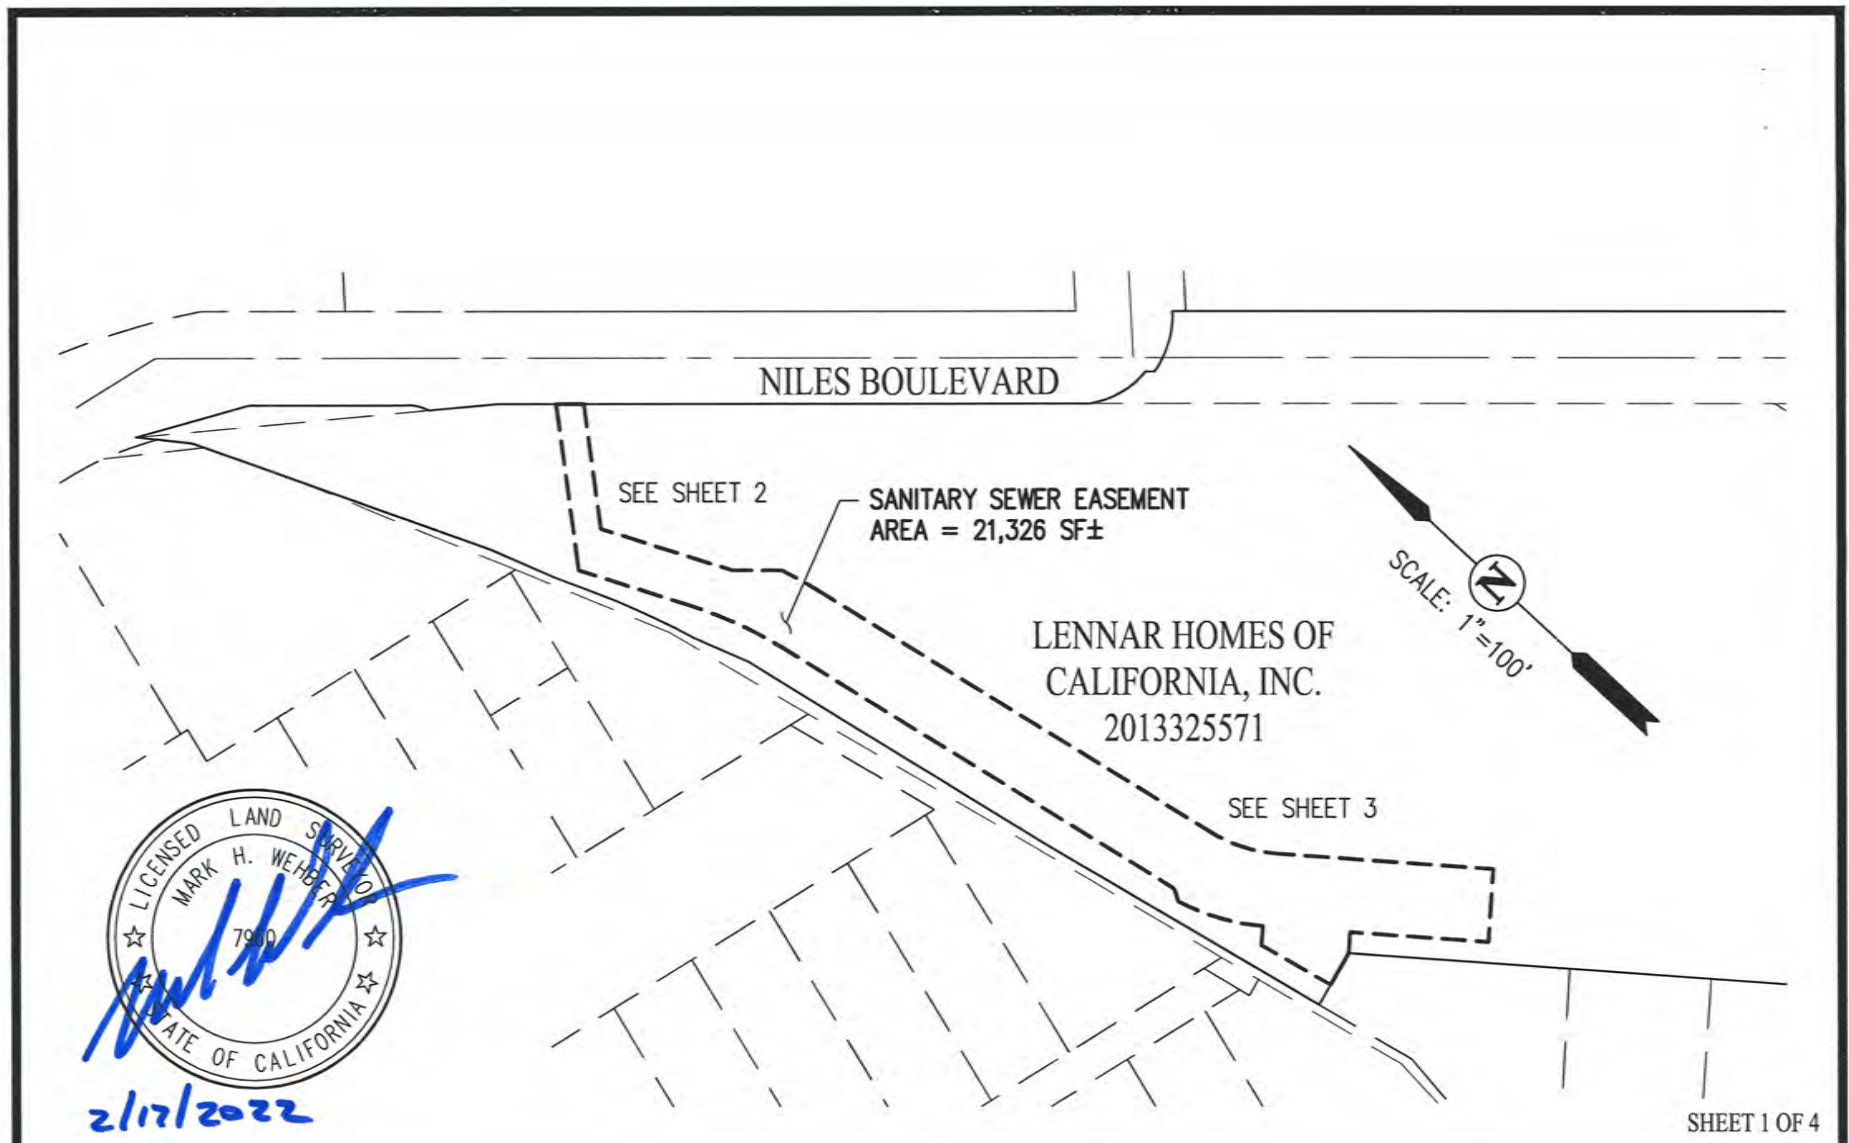 NILES BOULEVARD
SEE SHEET 2
SANITARY SEWER EASEMENT
AREA = 21,326 SF±
N
SCALE: 1"=100'
LENNAR HOMES OF
CALIFORNIA, INC.
2013325571
SEE SHEET 3
LICENSED LAND SURVEYOR
MARK H. WEHBER
7960
STATE OF CALIFORNIA
2/17/2022
SHEET 1 OF 4